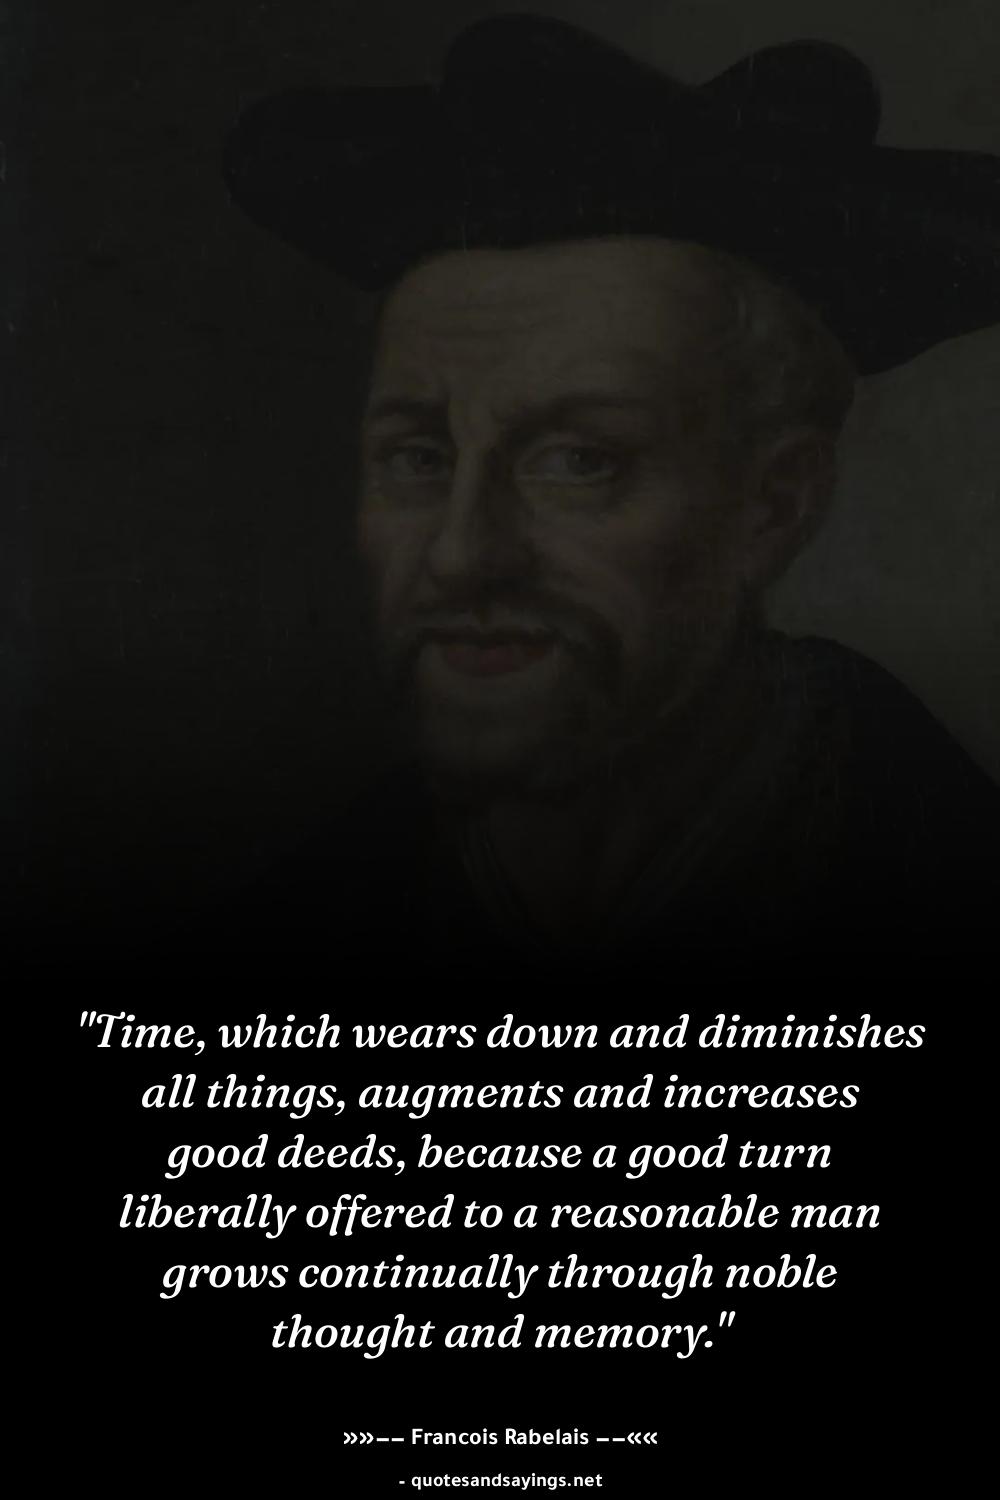 "Time, which wears down and diminishes
all things, augments and increases
good deeds, because a good turn
liberally offered to a reasonable man
grows continually through noble
thought and memory."
»»–– Francois Rabelais ––««
- quotesandsayings.net